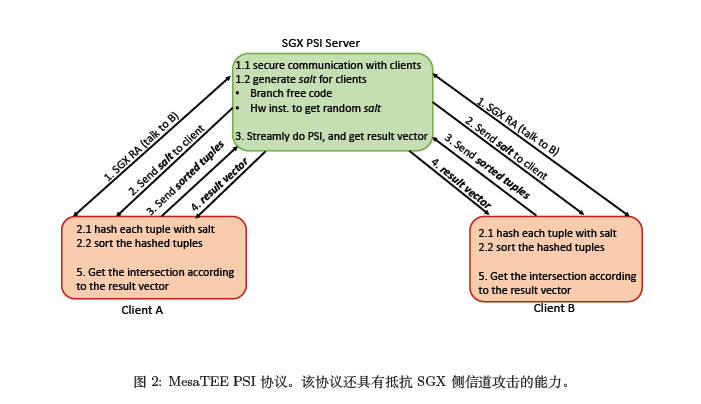 SGX PSI Server
1.1 secure communication with clients
1.2 generate salt for clients
• Branch free code
• Hw inst. to get random salt
3. Streamly do PSI, and get result vector
1. SGX RA (talk to B)
2. Send salt to client
3. Send sorted tuples
4. result vector
1. SGX RA (talk to B)
2. Send salt to client
3. Send sorted tuples
4. result vector
2.1 hash each tuple with salt
2.2 sort the hashed tuples
5. Get the intersection according
to the result vector
Client A
2.1 hash each tuple with salt
2.2 sort the hashed tuples
5. Get the intersection according
to the result vector
Client B
图 2: MesaTEE PSI 协议。该协议还具有抵抗 SGX 侧信道攻击的能力。